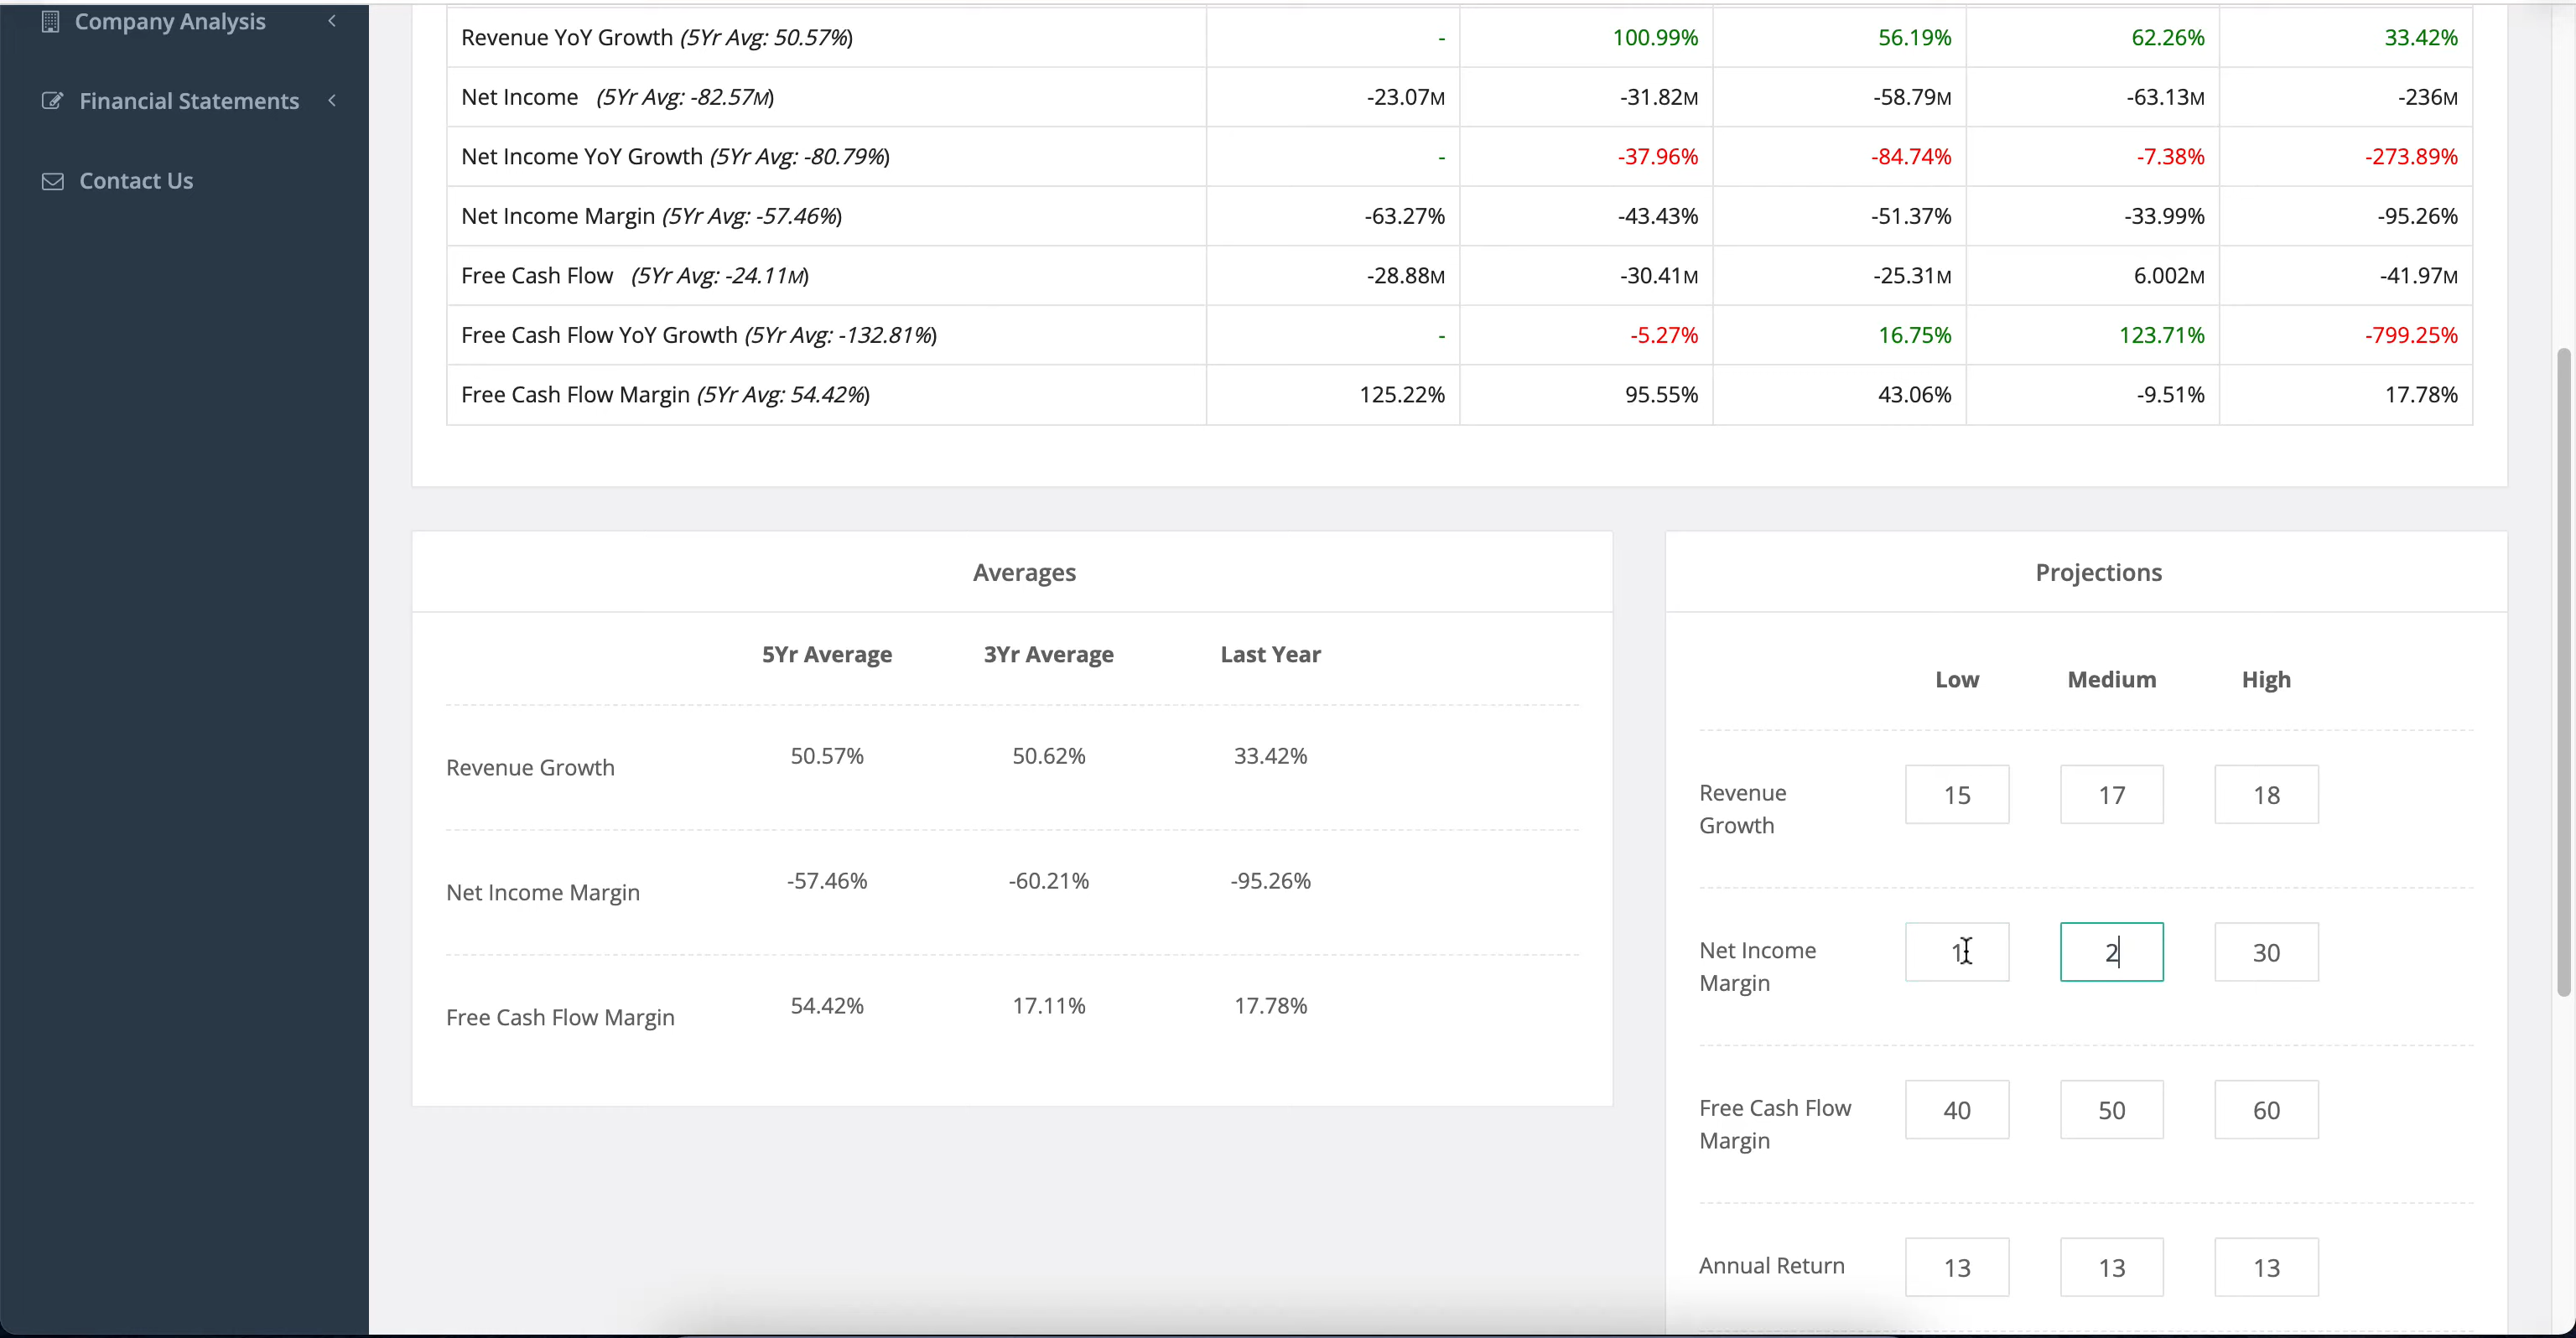 Company Analysis
Financial Statements
Contact Us
Revenue YoY Growth (5Yr Avg: 50.57%) - 100.99% 56.19% 62.26% 33.42%
Net Income (5Yr Avg: -82.57M) -23.07M -31.82M -58.79M -63.13M -236M
Net Income YoY Growth (5Yr Avg: -80.79%) - -37.96% -84.74% -7.38% -273.89%
Net Income Margin (5Yr Avg: -57.46%) -63.27% -43.43% -51.37% -33.99% -95.26%
Free Cash Flow (5Yr Avg: -24.11M) -28.88M -30.41M -25.31M 6.002M -41.97M
Free Cash Flow YoY Growth (5Yr Avg: -132.81%) - -5.27% 16.75% 123.71% -799.25%
Free Cash Flow Margin (5Yr Avg: 54.42%) 125.22% 95.55% 43.06% -9.51% 17.78%
Averages
5Yr Average 3Yr Average Last Year
Revenue Growth 50.57% 50.62% 33.42%
Net Income Margin -57.46% -60.21% -95.26%
Free Cash Flow Margin 54.42% 17.11% 17.78%
Projections
Low Medium High
Revenue
Growth 15 17 18
Net Income
Margin 1 2 30
Free Cash Flow
Margin 40 50 60
Annual Return 13 13 13